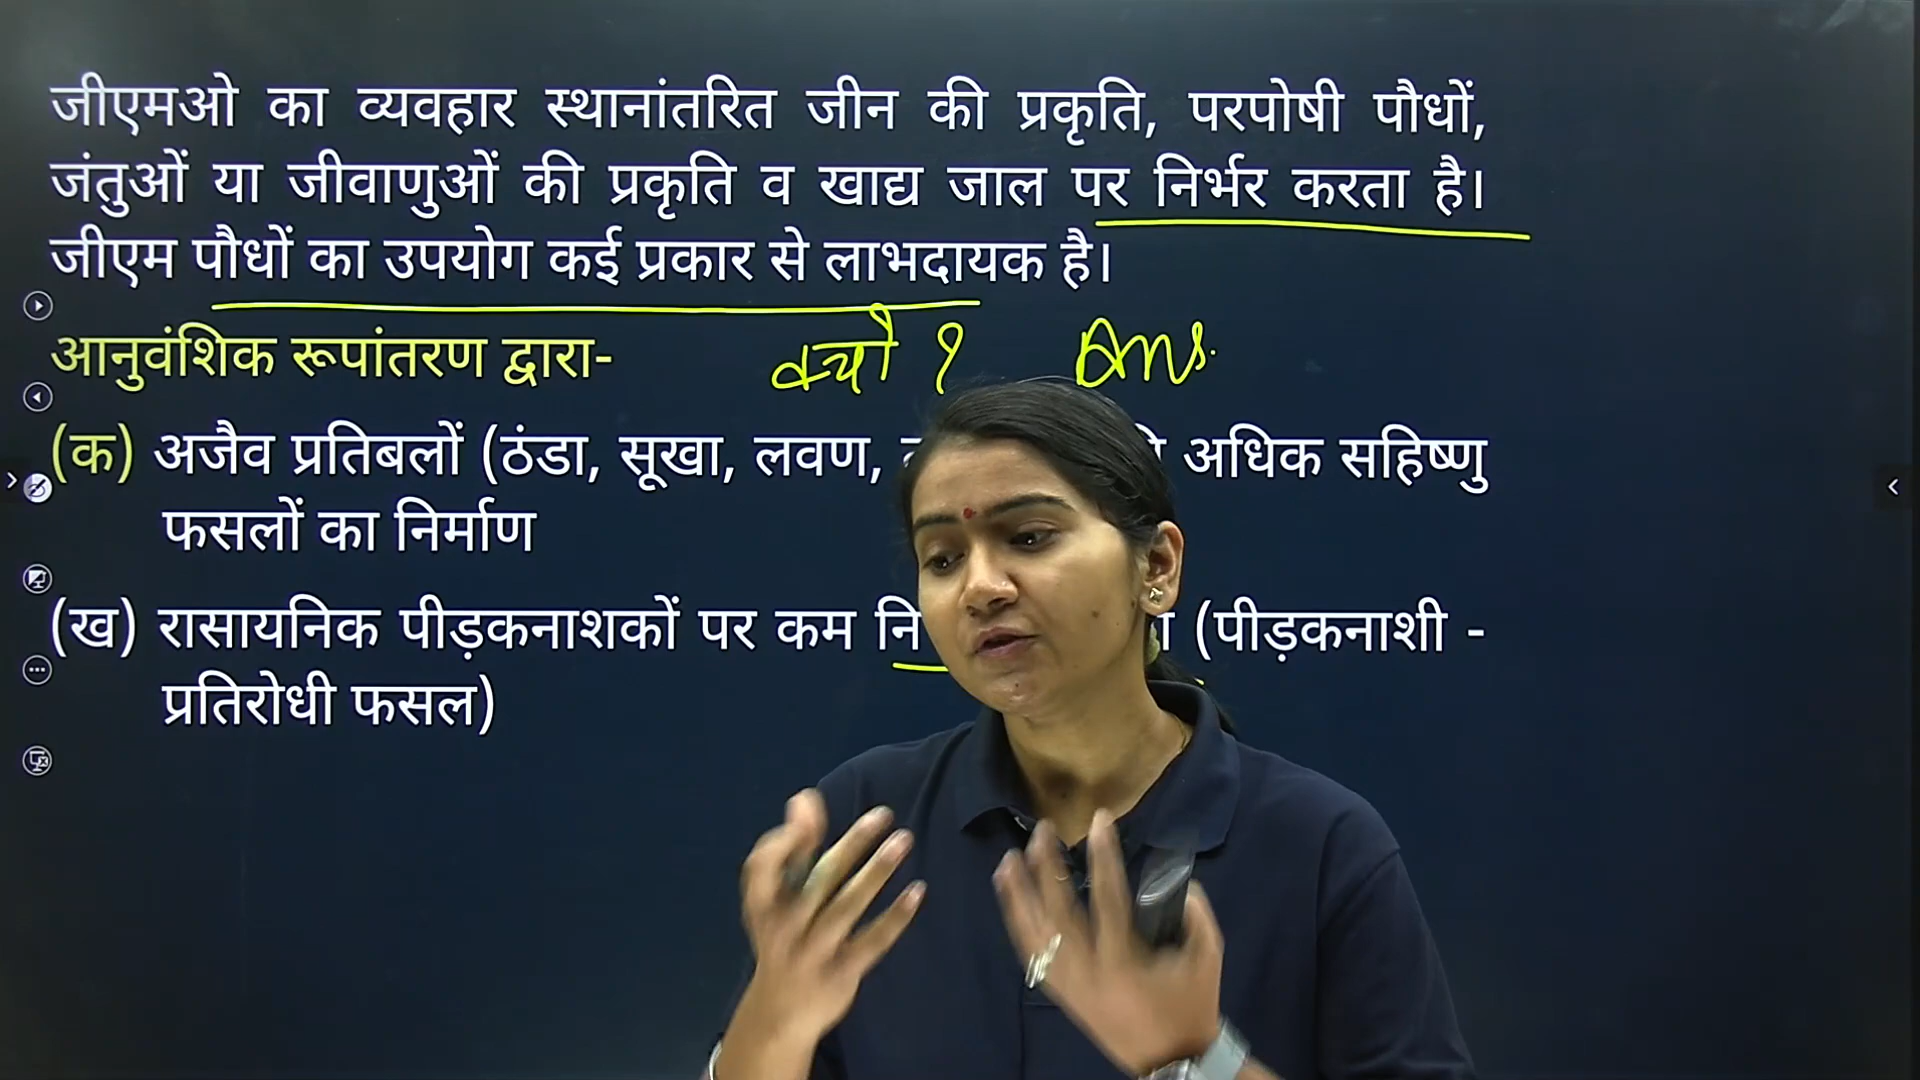 जीएमओ का व्यवहार स्थानांतरित जीन की प्रकृति, परपोषी पौधों,
जंतुओं या जीवाणुओं की प्रकृति व खाद्य जाल पर निर्भर करता है।
जीएम पौधों का उपयोग कई प्रकार से लाभदायक है।
आनुवंशिक रूपांतरण द्वारा- क्यों ? Ans.
(क) अजैव प्रतिबलों (ठंडा, सूखा, लवण, अधिक सहिष्णु
फसलों का निर्माण
(ख) रासायनिक पीड़कनाशकों पर कम (पीड़कनाशी -
प्रतिरोधी फसल)